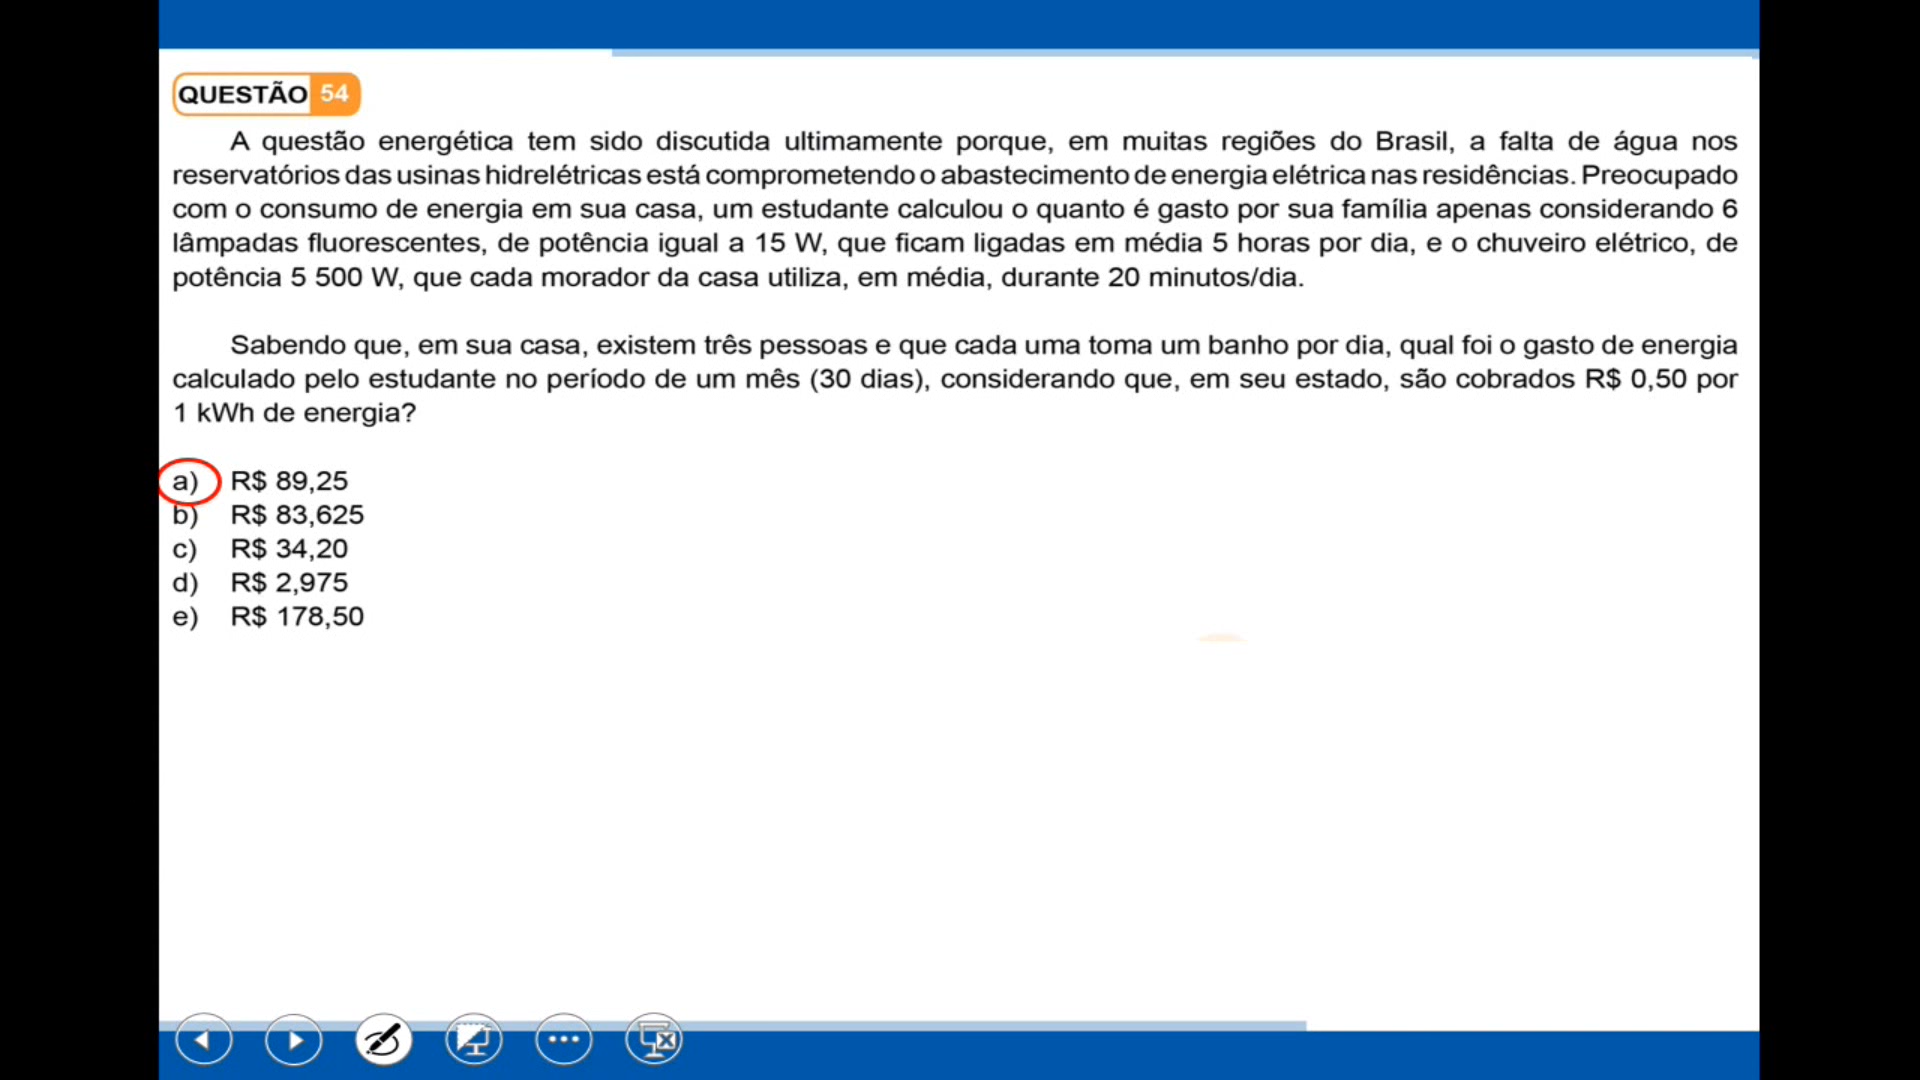 QUESTÃO 54
A questão energética tem sido discutida ultimamente porque, em muitas regiões do Brasil, a falta de água nos
reservatórios das usinas hidrelétricas está comprometendo o abastecimento de energia elétrica nas residências. Preocupado
com o consumo de energia em sua casa, um estudante calculou o quanto é gasto por sua família apenas considerando 6
lâmpadas fluorescentes, de potência igual a 15 W, que ficam ligadas em média 5 horas por dia, e o chuveiro elétrico, de
potência 5 500 W, que cada morador da casa utiliza, em média, durante 20 minutos/dia.
Sabendo que, em sua casa, existem três pessoas e que cada uma toma um banho por dia, qual foi o gasto de energia
calculado pelo estudante no período de um mês (30 dias), considerando que, em seu estado, são cobrados R$ 0,50 por
1 kWh de energia?
a) R$ 89,25
b) R$ 83,625
c) R$ 34,20
d) R$ 2,975
e) R$ 178,50